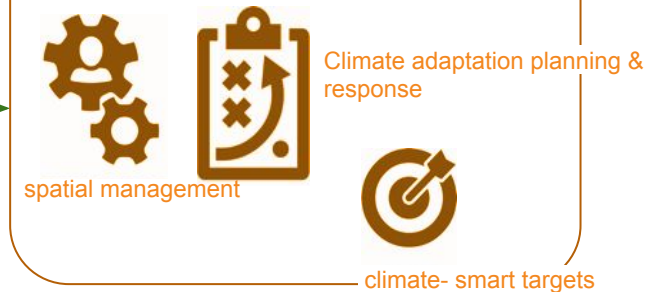 Climate adaptation planning &
response
spatial management
climate- smart targets